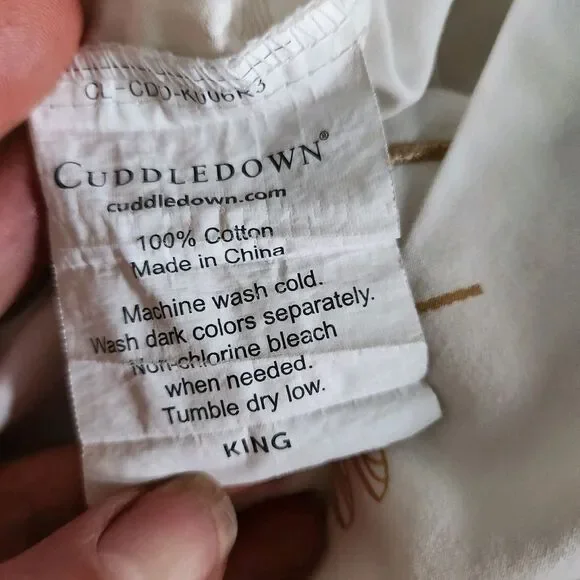 CUDDLEDOWN®
cuddledown.com
100% Cotton
Made in China
Machine wash cold.
Wash dark colors separately.
Non-chlorine bleach
when needed.
Tumble dry low.
KING